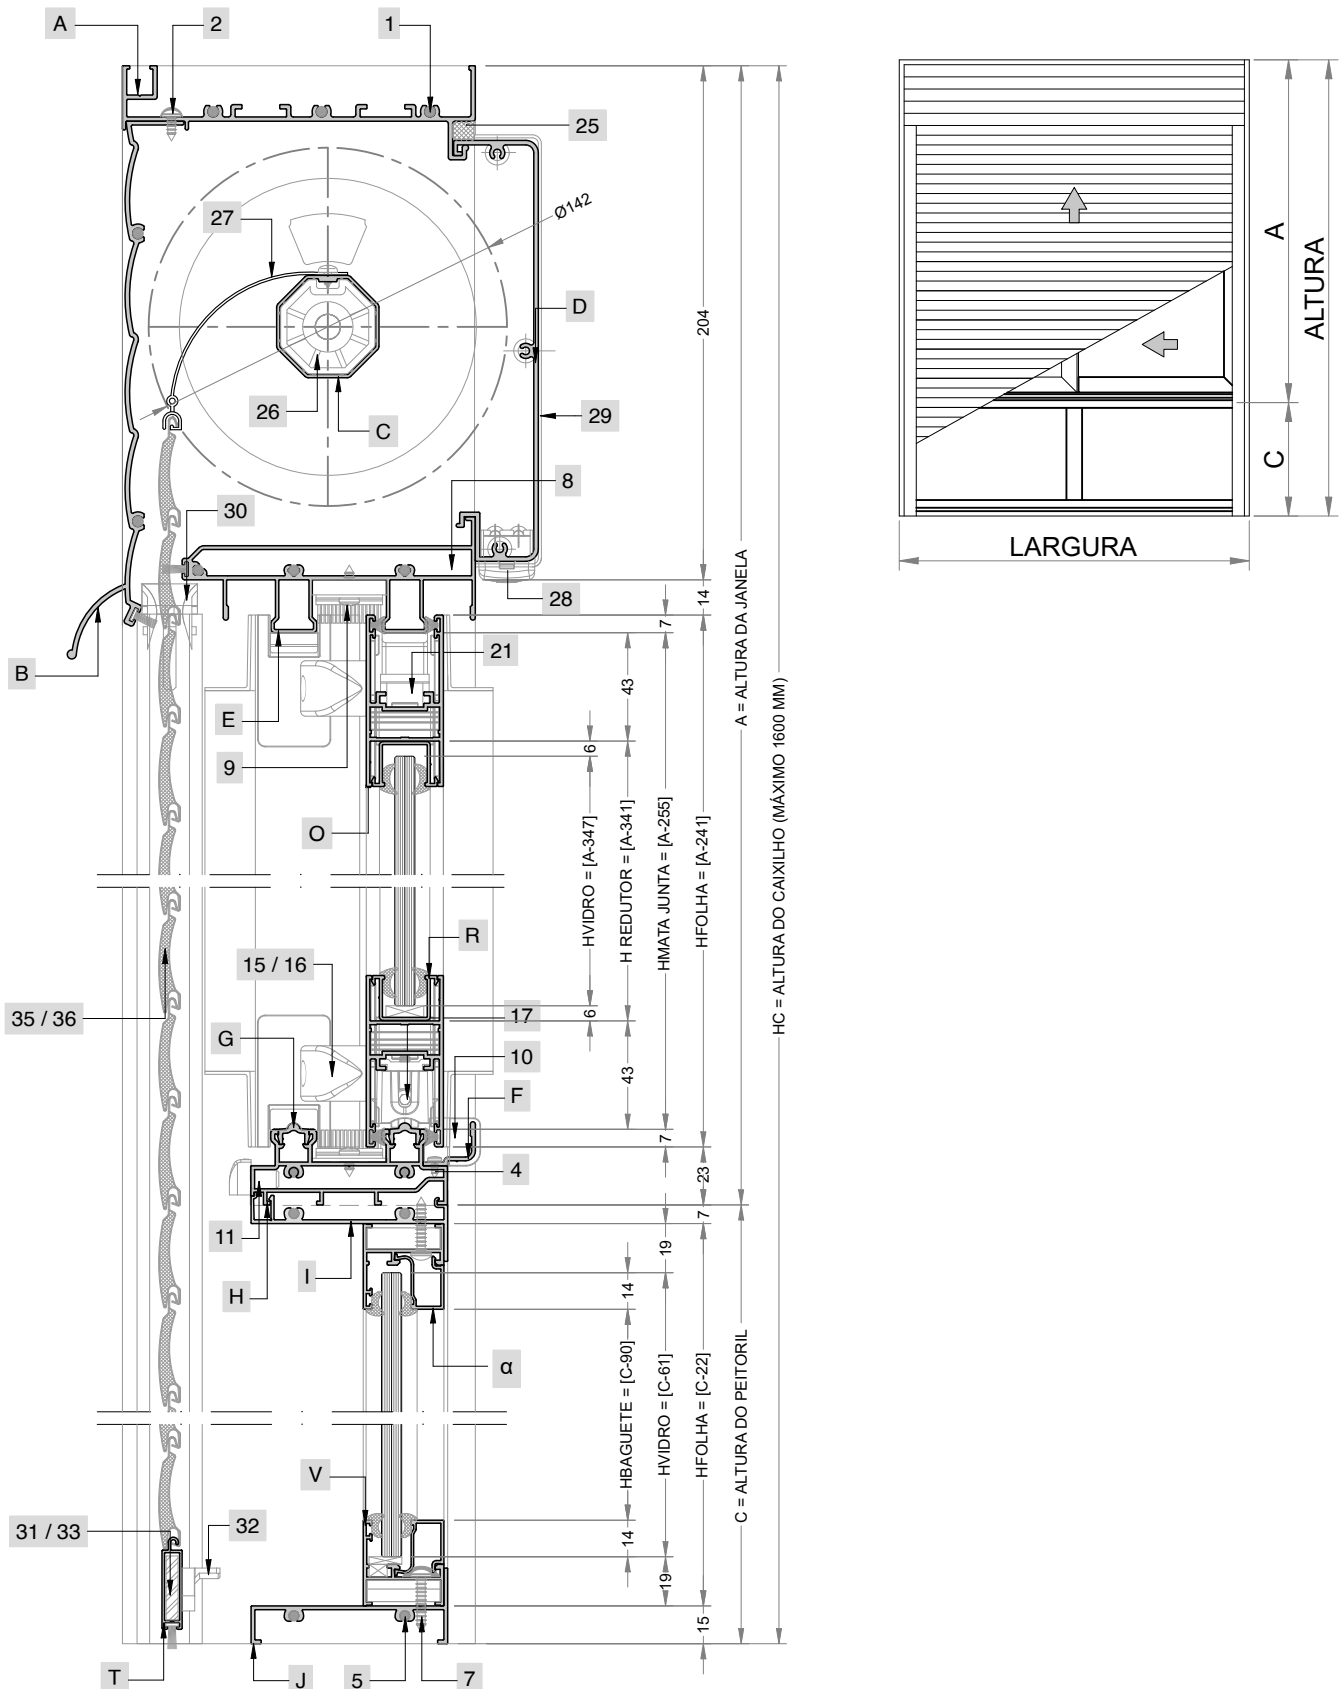 A
2
1
25
27
Ø142
D
26
C
29
8
30
28
B
E
21
9
O
R
15 / 16
17
35 / 36
G
10
F
4
11
H
I
α
V
31 / 33
32
T
J
5
7
204
14
7
43
6
HVIDRO = [A-347]
6
H REDUTOR = [A-341]
43
HMATA JUNTA = [A-255]
7
HFOLHA = [A-241]
23
7
19
14
HBAGUETE = [C-90]
14
HVIDRO = [C-61]
19
HFOLHA = [C-22]
15
A = ALTURA DA JANELA
C = ALTURA DO PEITORIL
HC = ALTURA DO CAIXILHO (MÁXIMO 1600 MM)
A
C
ALTURA
LARGURA